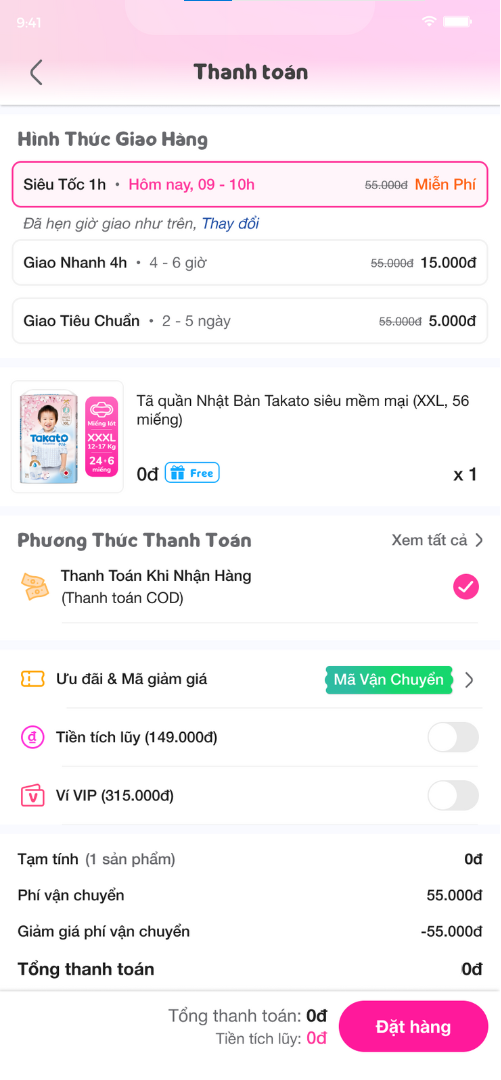 9:41
Thanh toán
Hình Thức Giao Hàng
Siêu Tốc 1h • Hôm nay, 09 - 10h 55.000đ Miễn Phí
Đã hẹn giờ giao như trên, Thay đổi
Giao Nhanh 4h • 4 - 6 giờ 55.000đ 15.000đ
Giao Tiêu Chuẩn • 2 - 5 ngày 55.000đ 5.000đ
Tã quần Nhật Bản Takato siêu mềm mại (XXL, 56
miếng)
Takato
Miếng lót
XXXL
12-17 Kg
24+6
miếng
0đ Free x 1
Phương Thức Thanh Toán Xem tất cả
Thanh Toán Khi Nhận Hàng
(Thanh toán COD)
Ưu đãi & Mã giảm giá Mã Vận Chuyển
đ Tiền tích lũy (149.000đ)
V Ví VIP (315.000đ)
Tạm tính (1 sản phẩm) 0đ
Phí vận chuyển 55.000đ
Giảm giá phí vận chuyển -55.000đ
Tổng thanh toán 0đ
Tổng thanh toán: 0đ
Tiền tích lũy: 0đ
Đặt hàng